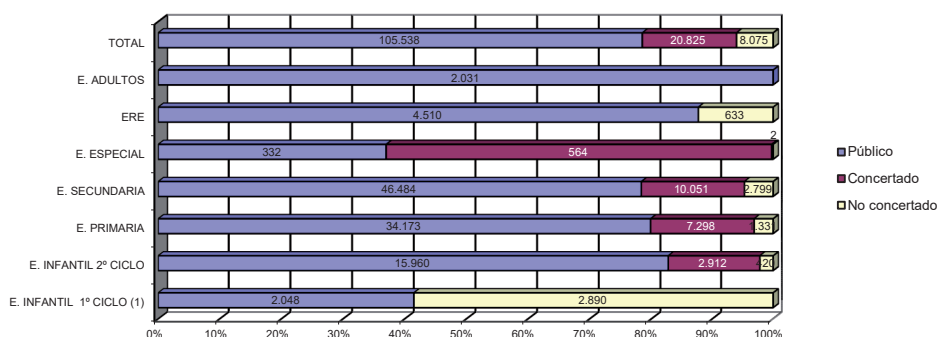 TOTAL 105.538 20.825 8.075
E. ADULTOS 2.031
ERE 4.510 633
2
E. ESPECIAL 332 564
Público
Concertado
No concertado
E. SECUNDARIA 46.484 10.051 2.799
E. PRIMARIA 34.173 7.298 1.331
E. INFANTIL 2º CICLO 15.960 2.912 420
E. INFANTIL 1º CICLO (1) 2.048 2.890
0% 10% 20% 30% 40% 50% 60% 70% 80% 90% 100%